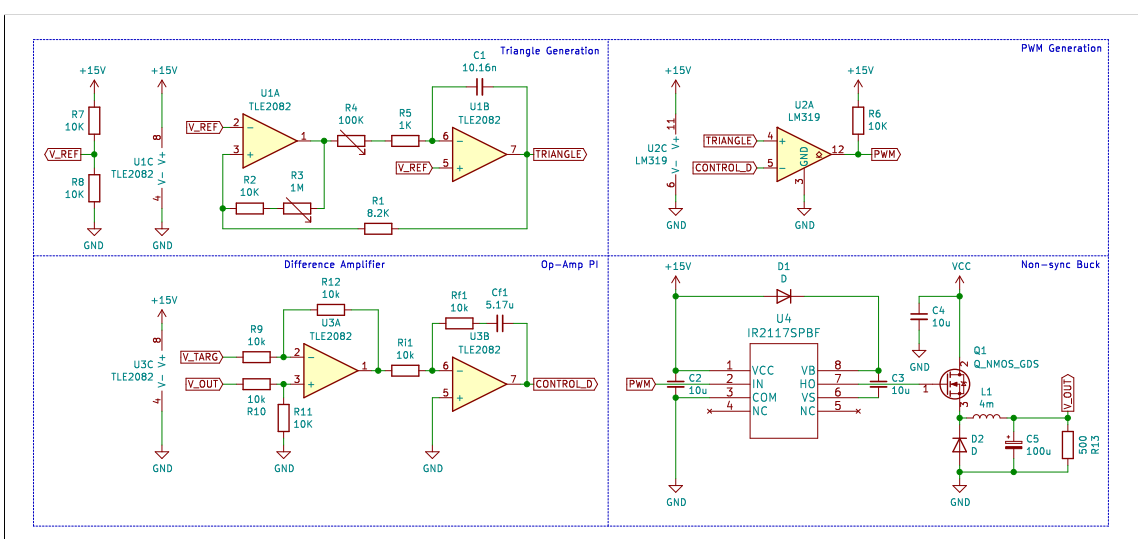 Triangle Generation
+15V
R7
10K
V_REF
R8
10K
GND
+15V
8
V+
U1C
TLE2082
V-
4
GND
U1A
TLE2082
V_REF
2
-
3
+
1
R4
100K
R5
1K
R2
10K
R3
1M
R1
8.2K
C1
10.16n
U1B
TLE2082
6
-
V_REF
5
+
7
TRIANGLE
PWM Generation
+15V
11
V+
U2C
LM319
V-
6
GND
U2A
LM319
TRIANGLE
4
+
CONTROL_D
5
-
GND
3
GND
12
+15V
R6
10K
PWM
Difference Amplifier
Op-Amp PI
+15V
8
V+
U3C
TLE2082
V-
4
GND
R12
10k
U3A
TLE2082
V_TARG
R9
10k
2
-
V_OUT
10k
R10
3
+
1
R11
10K
GND
Ri1
10k
Rf1
10k
Cf1
5.17u
U3B
TLE2082
6
-
5
+
7
GND
CONTROL_D
Non-sync Buck
+15V
D1
D
U4
IR2117SPBF
PWM
C2
10u
1
VCC
2
IN
3
COM
4
NC
VB
8
HO
7
VS
6
NC
5
C3
10u
GND
VCC
C4
10u
GND
Q1
Q_NMOS_GDS
2
1
3
L1
4m
V_OUT
D2
D
+
C5
100u
500
R13
GND